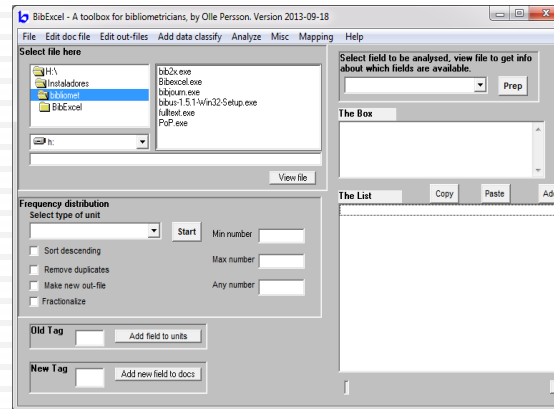 BibExcel - A toolbox for bibliometricians, by Olle Persson. Version 2013-09-18
File Edit doc file Edit out-files Add data classify Analyze Misc Mapping Help
Select file here
H:\
Instaladores
bibliomet
BibExcel
h:
bib2x.exe
Bibexcel.exe
bibjourn.exe
bibus-1.5.1-Win32-Setup.exe
fulltext.exe
PoP.exe
View file
Select field to be analysed, view file to get info
about which fields are available.
Prep
The Box
The List
Copy
Paste
Frequency distribution
Select type of unit
Start
Sort descending
Remove duplicates
Make new out-file
Fractionalize
Min number
Max number
Any number
Old Tag
Add field to units
New Tag
Add new field to docs